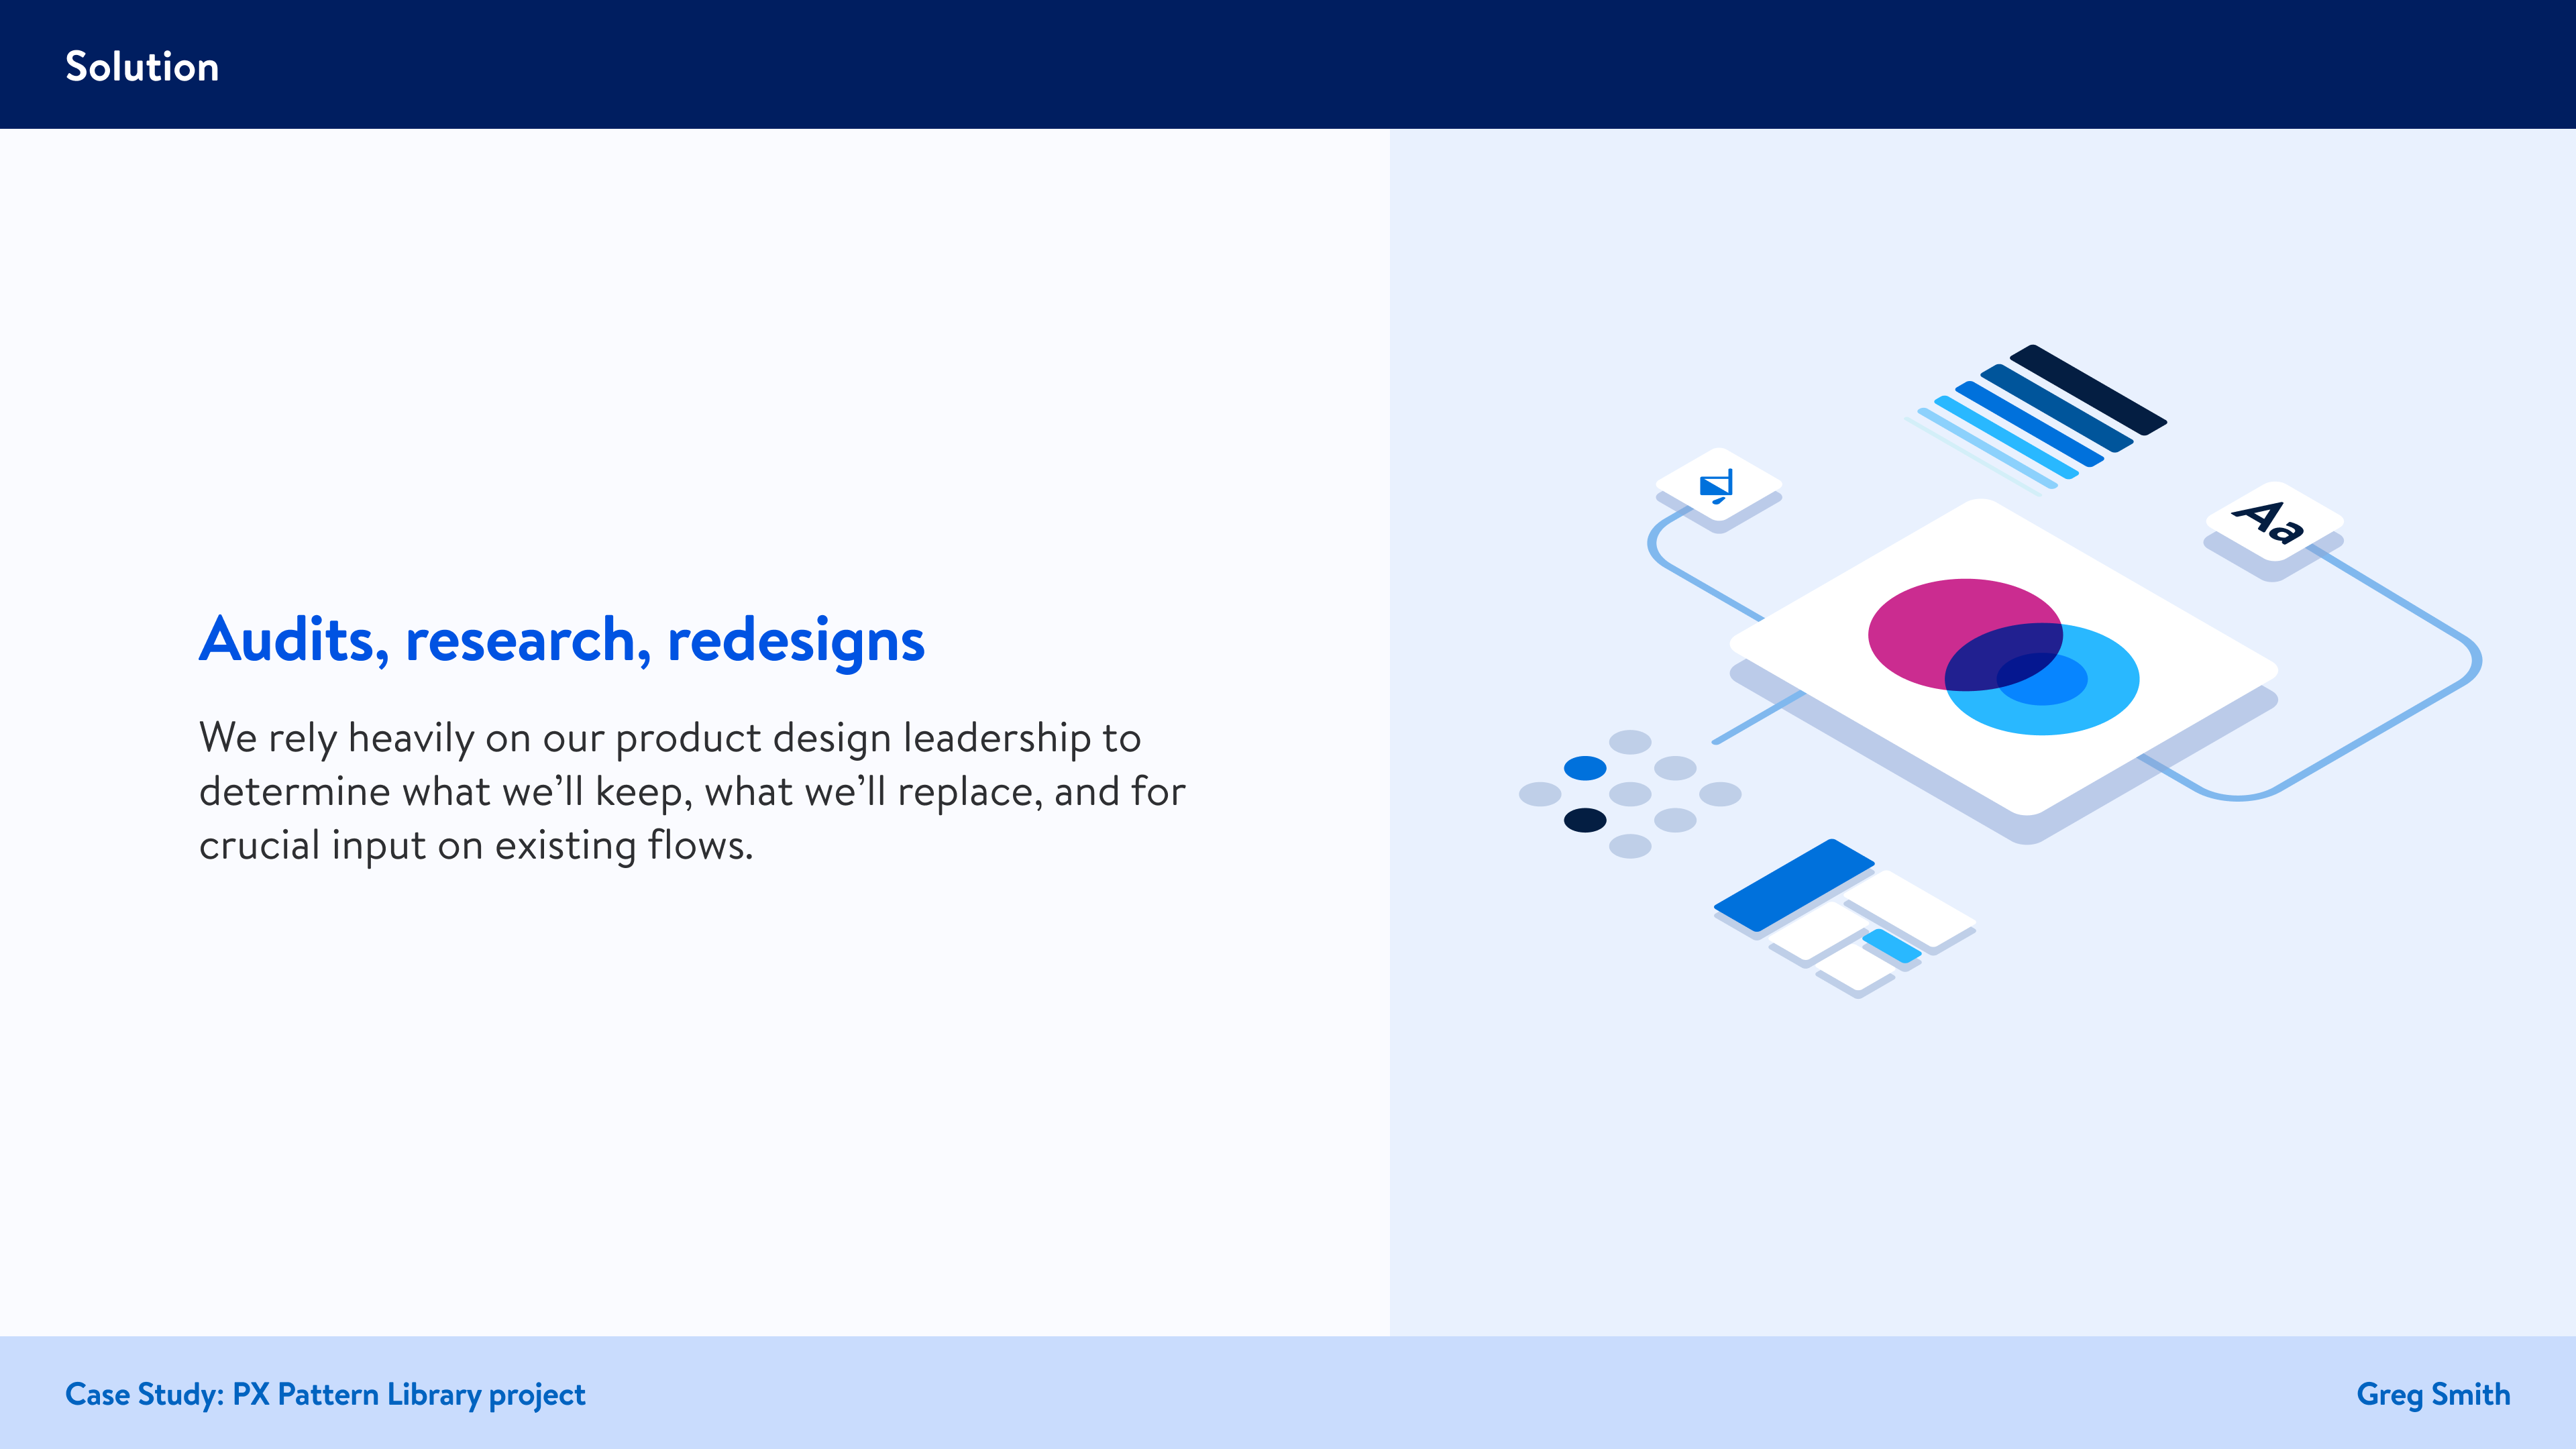 Solution
Audits, research, redesigns
We rely heavily on our product design leadership to
determine what we’ll keep, what we’ll replace, and for
crucial input on existing flows.
Aa
Case Study: PX Pattern Library project
Greg Smith